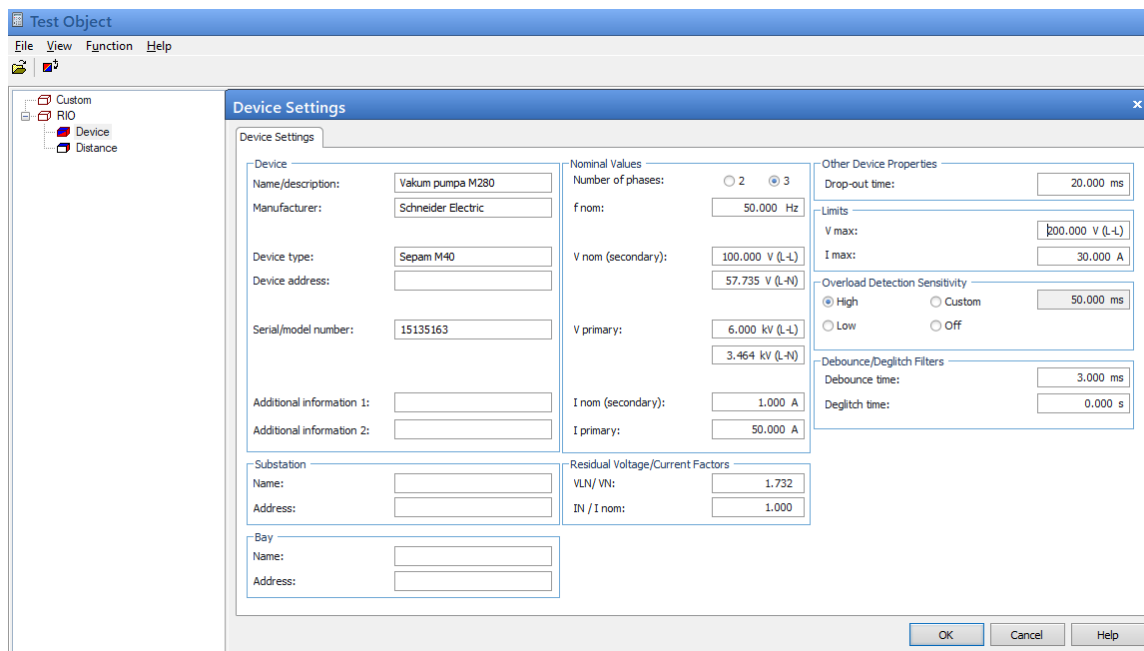 Test Object
File View Function Help
Custom
RIO
Device
Distance
Device Settings
Device Settings
Device
Name/description: Vakum pumpa M280
Manufacturer: Schneider Electric
Device type: Sepam M40
Device address:
Serial/model number: 15135163
Additional information 1:
Additional information 2:
Substation
Name:
Address:
Bay
Name:
Address:
Nominal Values
Number of phases: 2 3
f nom: 50.000 Hz
V nom (secondary): 100.000 V (L-L)
57.735 V (L-N)
V primary: 6.000 kV (L-L)
3.464 kV (L-N)
I nom (secondary): 1.000 A
I primary: 50.000 A
Residual Voltage/Current Factors
VLN/ VN: 1.732
IN / I nom: 1.000
Other Device Properties
Drop-out time: 20.000 ms
Limits
V max: 200.000 V (L-L)
I max: 30.000 A
Overload Detection Sensitivity
High Custom 50.000 ms
Low Off
Debounce/Deglitch Filters
Debounce time: 3.000 ms
Deglitch time: 0.000 s
OK Cancel Help